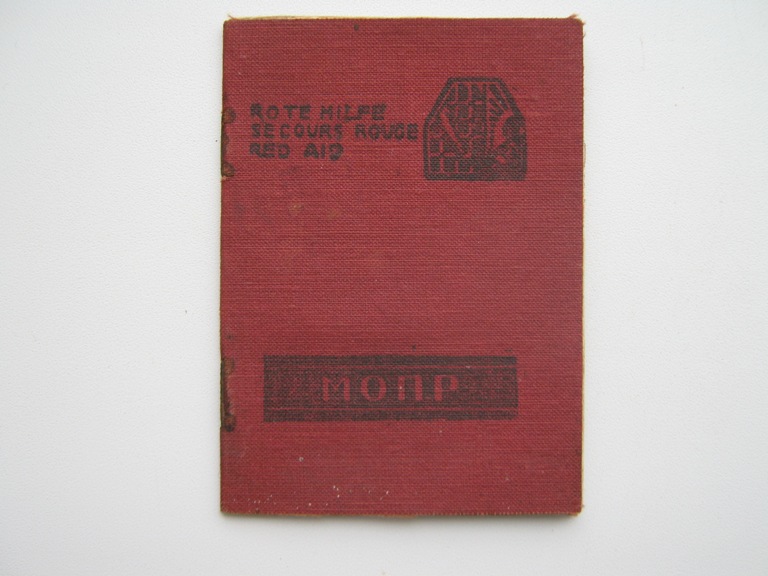 ROTE HILFE
SECOURS ROUGE
RED AID
МОПР